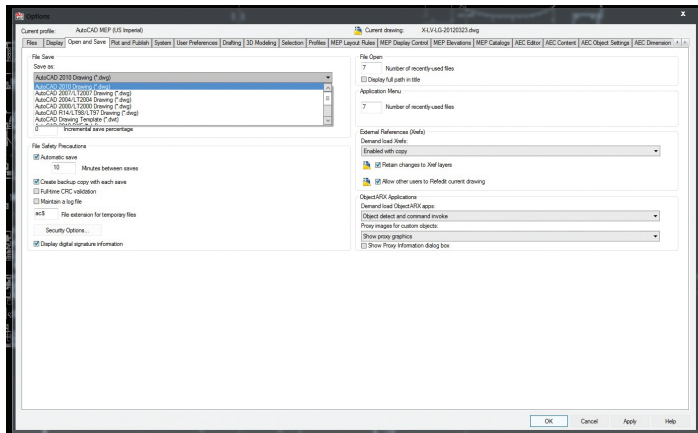 Options
Current profile: AutoCAD MEP (US Imperial) Current drawing: X-LV-LG-20120323.dwg
Files Display Open and Save Plot and Publish System User Preferences Drafting 3D Modeling Selection Profiles MEP Layout Rules MEP Display Control MEP Elevations MEP Catalogs AEC Editor AEC Content AEC Object Settings AEC Dimension
File Save
Save as:
AutoCAD 2010 Drawing (*.dwg)
AutoCAD 2010 Drawing (*.dwg)
AutoCAD 2007/LT2007 Drawing (*.dwg)
AutoCAD 2004/LT2004 Drawing (*.dwg)
AutoCAD 2000/LT2000 Drawing (*.dwg)
AutoCAD R14/LT98/LT97 Drawing (*.dwg)
AutoCAD Drawing Template (*.dwt)
0 Incremental save percentage
File Safety Precautions
Automatic save
10 Minutes between saves
Create backup copy with each save
Full-time CRC validation
Maintain a log file
ac$ File extension for temporary files
Security Options...
Display digital signature information
File Open
7 Number of recently-used files
Display full path in title
Application Menu
7 Number of recently-used files
External References (Xrefs)
Demand load Xrefs:
Enabled with copy
Retain changes to Xref layers
Allow other users to Refedit current drawing
ObjectARX Applications
Demand load ObjectARX apps:
Object detect and command invoke
Proxy images for custom objects:
Show proxy graphics
Show Proxy Information dialog box
OK Cancel Apply Help